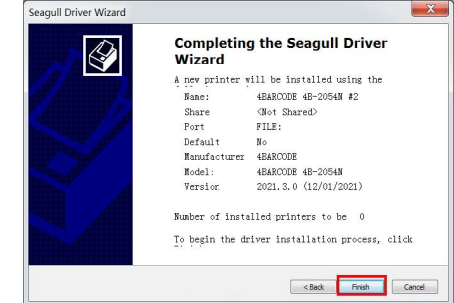 Seagull Driver Wizard
Completing the Seagull Driver
Wizard
A new printer will be installed using the
Name: 4BARCODE 4B-2054N #2
Share <Not Shared>
Port FILE:
Default No
Manufacturer 4BARCODE
Model: 4BARCODE 4B-2054N
Version 2021.3.0 (12/01/2021)
Number of installed printers to be 0
To begin the driver installation process, click
< Back Finish Cancel